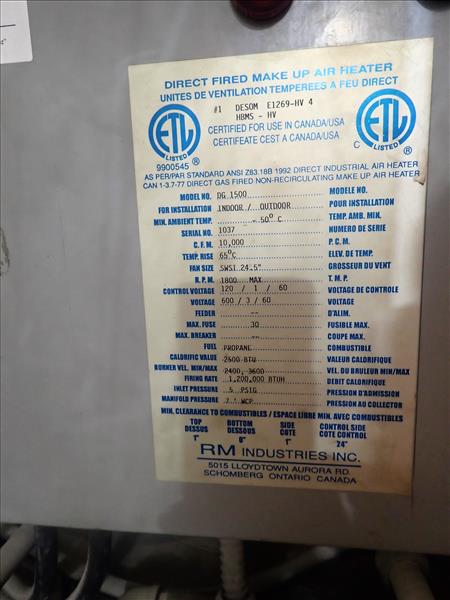 DIRECT FIRED MAKE UP AIR HEATER
UNITES DE VENTILATION TEMPEREES A FEU DIRECT
#1 DESOM E1269-HV 4
HBMS - HV
ETL LISTED
9900545 ®
CERTIFIED FOR USE IN CANADA/USA
CERTIFEATE CEST A CANADA/USA
C ETL LISTED ®
AS PER/PAR STANDARD ANSI Z83.18B 1992 DIRECT INDUSTRIAL AIR HEATER
CAN 1-3.7-77 DIRECT GAS FIRED NON-RECIRCULATING MAKE UP AIR HEATER
MODEL NO. DG 1500 MODELE NO.
FOR INSTALLATION INDOOR / OUTDOOR POUR INSTALLATION
MIN. AMBIENT TEMP. - 50° C TEMP. AMB. MIN.
SERIAL NO. 1037 NUMERO DE SERIE
C. F. M. 10,000 P. C. M.
TEMP. RISE 65°C ELEV. DE TEMP.
FAN SIZE SWSI 24.5" GROSSEUR DU VENT
R. P. M. 1800 MAX T. M. P.
CONTROL VOLTAGE 120 / 1 / 60 VOLTAGE DE CONTROLE
VOLTAGE 600 / 3 / 60 VOLTAGE
FEEDER -- D'ALIM.
MAX. FUSE 30 FUSIBLE MAX.
MAX. BREAKER -- COUPE MAX.
FUEL PROPANE COMBUSTIBLE
CALORIFIC VALUE 2600 BTU VALEUR CALORIFIQUE
BURNER VEL. MIN/MAX 2400, 3600 VEL. DU BRULEUR MIN/MAX
FIRING RATE 1,200,000 BTUH DEBIT CALORIFIQUE
INLET PRESSURE 5 PSIG PRESSION D'ADMISSION
MANIFOLD PRESSURE WCP PRESSION AU COLLECTOR
MIN. CLEARANCE TO COMBUSTIBLES / ESPACE LIBRE MIN. AVEC COMBUSTIBLES
TOP BOTTOM SIDE CONTROL SIDE
DESSUS DESSOUS COTE COTE CONTROL
1" 0" 1" 24"
RM INDUSTRIES INC.
5015 LLOYDTOWN AURORA RD.
SCHOMBERG ONTARIO CANADA